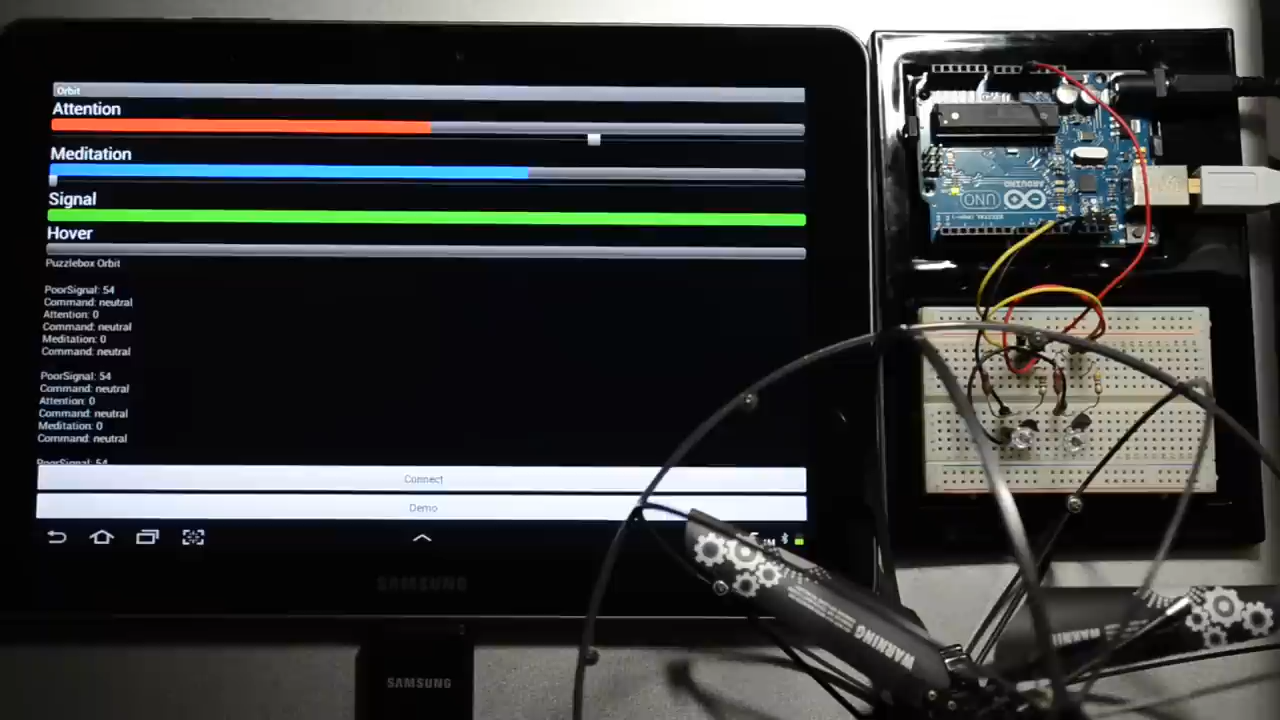 Orbit
Attention
Meditation
Signal
Hover
Puzzlebox Orbit
PoorSignal: 54
Command: neutral
Attention: 0
Command: neutral
Meditation: 0
Command: neutral
PoorSignal: 54
Command: neutral
Attention: 0
Command: neutral
Meditation: 0
Command: neutral
PoorSignal: 54
Connect
Demo
SAMSUNG
SAMSUNG
ARDUINO
UNO
WARNING
WARNING